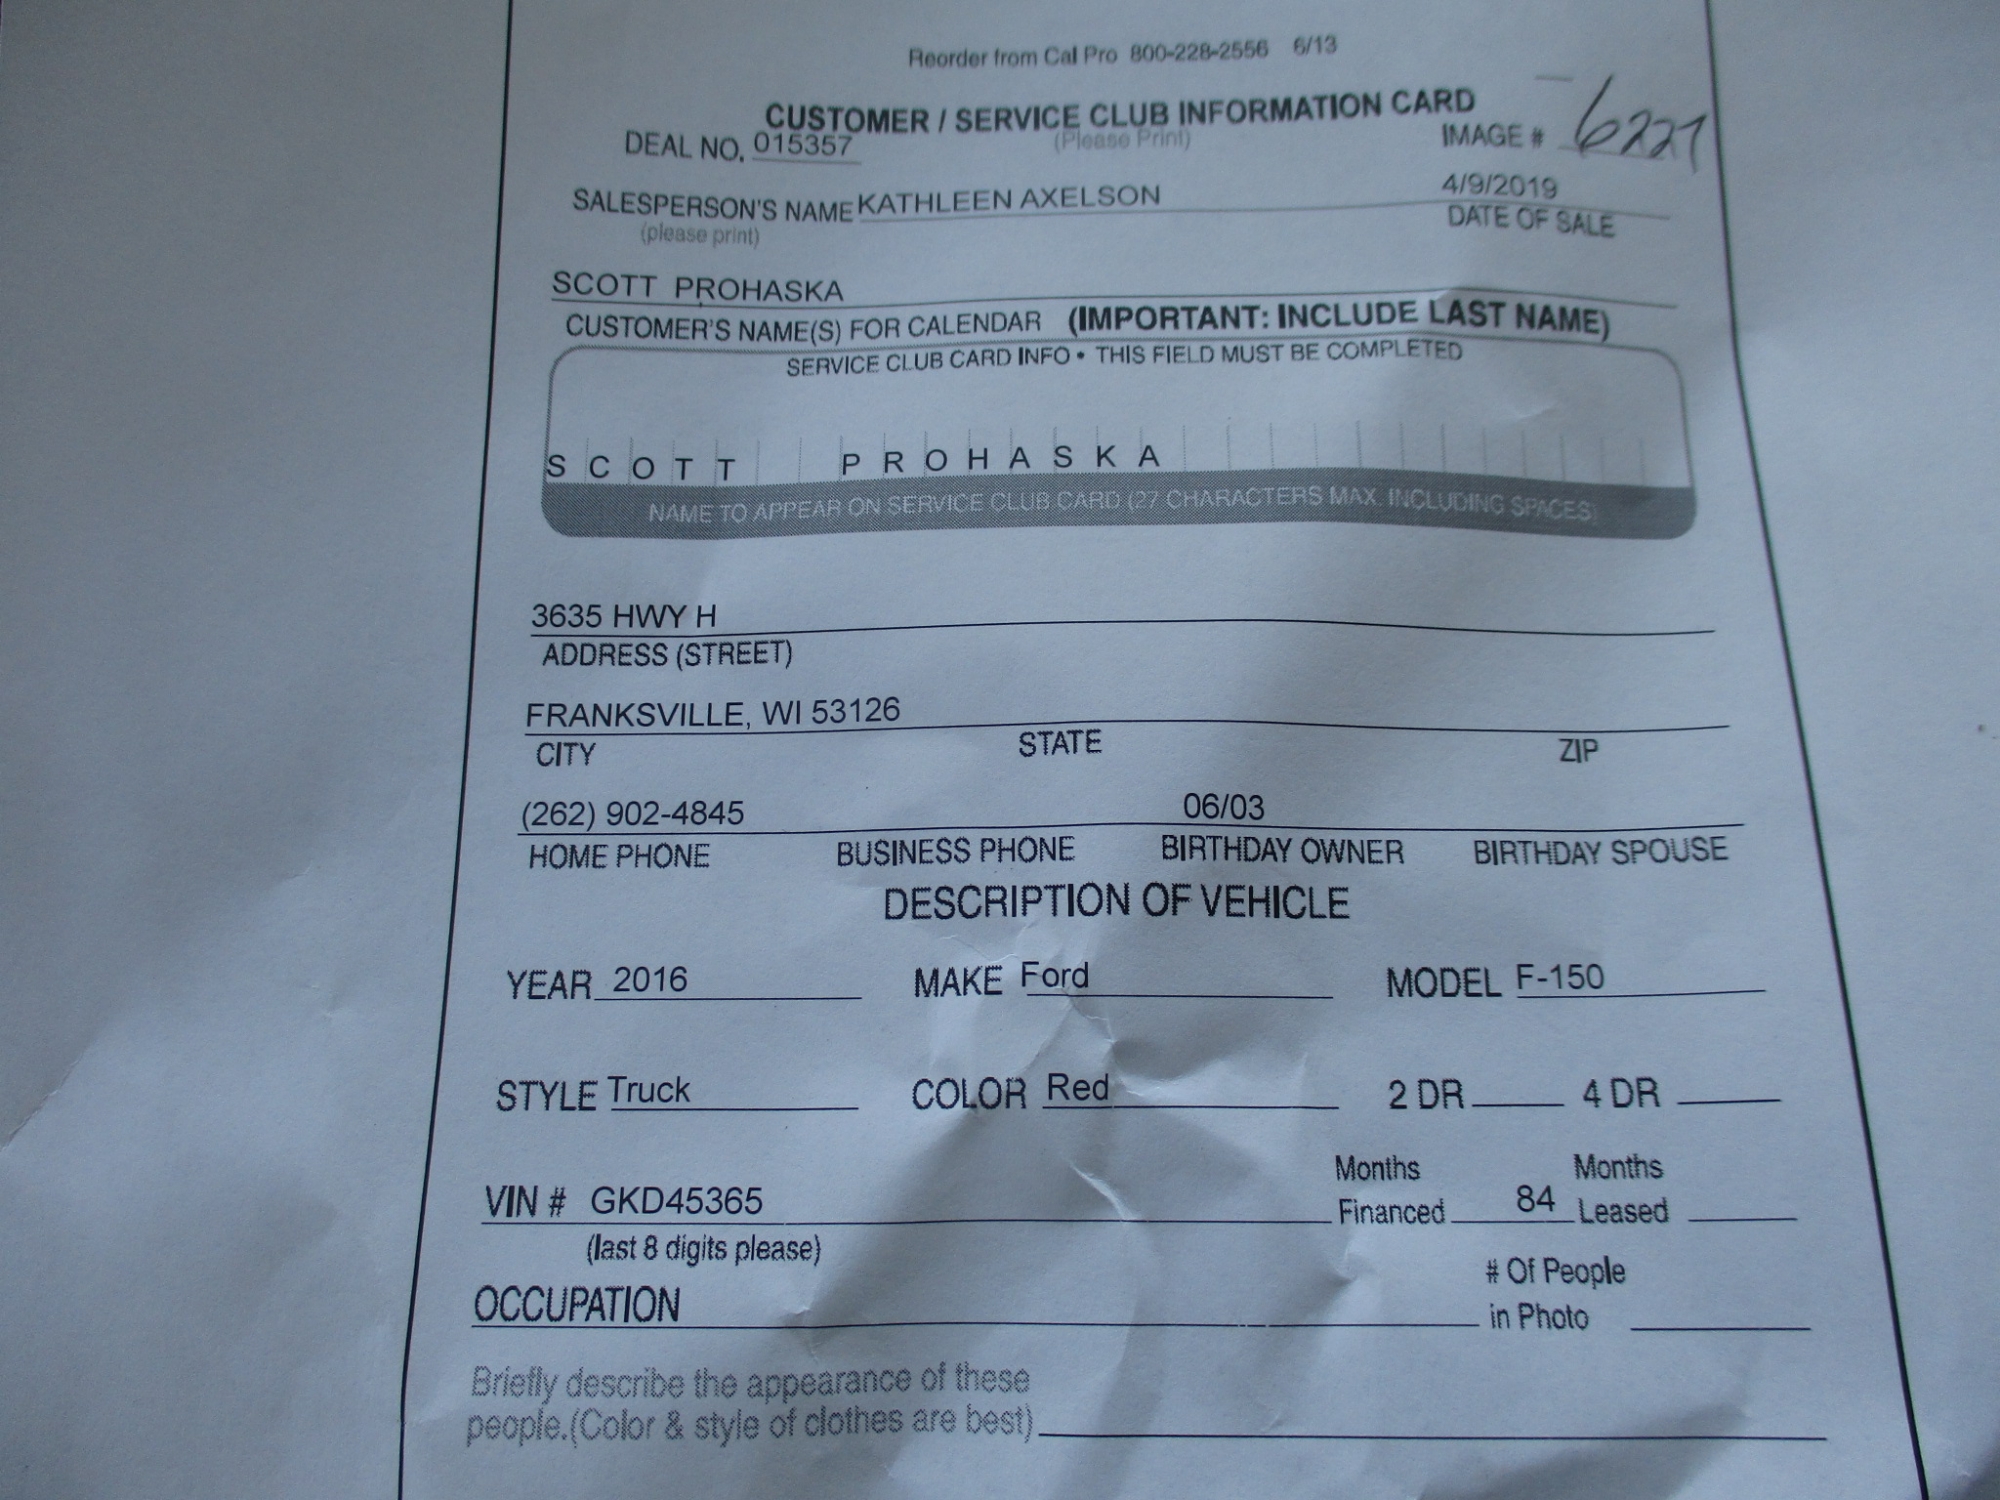 Reorder from Cal Pro 800-228-2556 6/13
CUSTOMER / SERVICE CLUB INFORMATION CARD
DEAL NO. 015357 (Please Print) IMAGE # 6227
SALESPERSON'S NAME KATHLEEN AXELSON 4/9/2019
(please print) DATE OF SALE
SCOTT PROHASKA
CUSTOMER'S NAME(S) FOR CALENDAR (IMPORTANT: INCLUDE LAST NAME)
SERVICE CLUB CARD INFO • THIS FIELD MUST BE COMPLETED
S C O T T P R O H A S K A
NAME TO APPEAR ON SERVICE CLUB CARD (27 CHARACTERS MAX. INCLUDING SPACES)
3635 HWY H
ADDRESS (STREET)
FRANKSVILLE, WI 53126
CITY STATE ZIP
(262) 902-4845 06/03
HOME PHONE BUSINESS PHONE BIRTHDAY OWNER BIRTHDAY SPOUSE
DESCRIPTION OF VEHICLE
YEAR 2016 MAKE Ford MODEL F-150
STYLE Truck COLOR Red 2 DR 4 DR
Months Months
VIN # GKD45365 Financed 84 Leased
(last 8 digits please)
# Of People
OCCUPATION in Photo
Briefly describe the appearance of these
people.(Color & style of clothes are best)